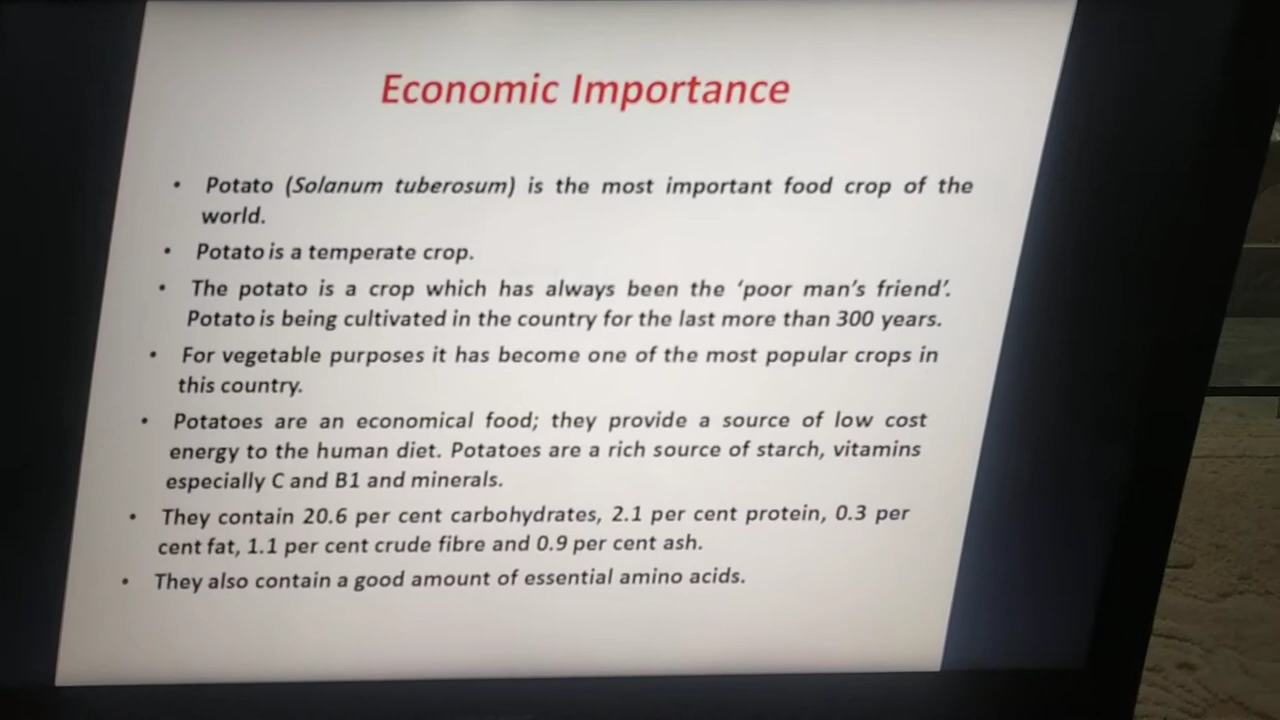 Economic Importance
• Potato (Solanum tuberosum) is the most important food crop of the
world.
• Potato is a temperate crop.
• The potato is a crop which has always been the ‘poor man’s friend’.
Potato is being cultivated in the country for the last more than 300 years.
• For vegetable purposes it has become one of the most popular crops in
this country.
• Potatoes are an economical food; they provide a source of low cost
energy to the human diet. Potatoes are a rich source of starch, vitamins
especially C and B1 and minerals.
• They contain 20.6 per cent carbohydrates, 2.1 per cent protein, 0.3 per
cent fat, 1.1 per cent crude fibre and 0.9 per cent ash.
• They also contain a good amount of essential amino acids.